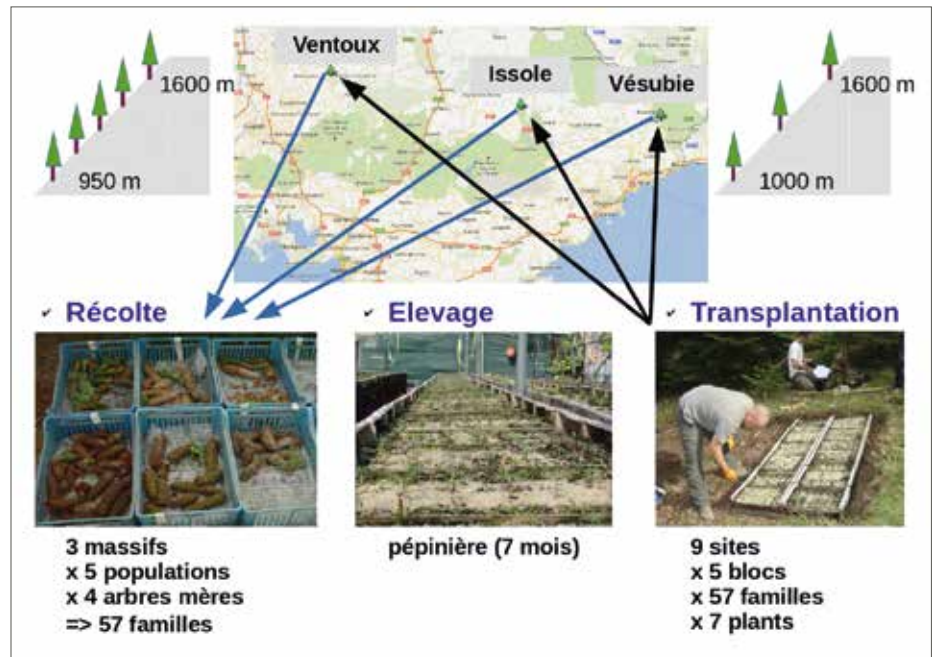 Ventoux
Issole
Vésubie
1600 m
950 m
1600 m
1000 m
✔ Récolte
✔ Elevage
✔ Transplantation
3 massifs
x 5 populations
x 4 arbres mères
=> 57 familles
pépinière (7 mois)
9 sites
x 5 blocs
x 57 familles
x 7 plants